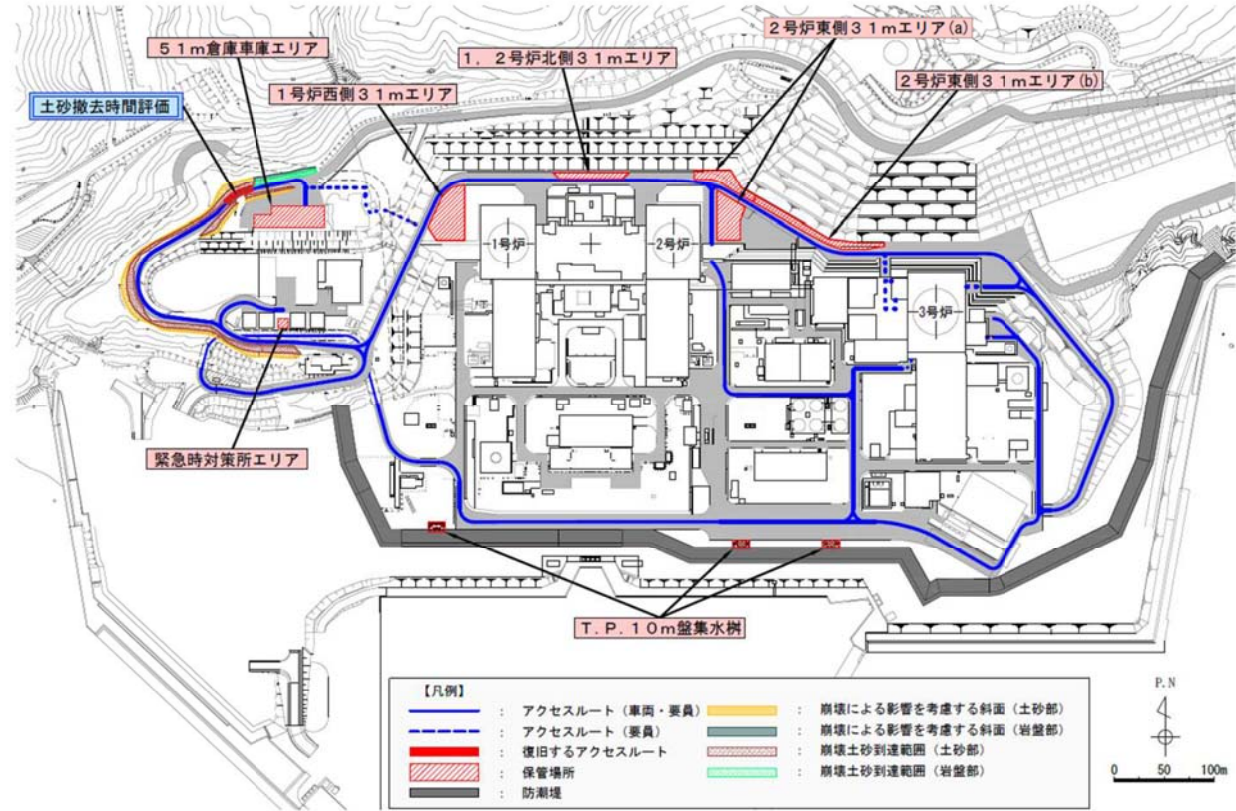 51m倉庫車庫エリア
2号炉東側31mエリア(a)
1,2号炉北側31mエリア
土砂撤去時間評価
1号炉西側31mエリア
2号炉東側31mエリア(b)
1号炉
2号炉
3号炉
緊急時対策所エリア
T.P.10m盤集水桝
【凡例】
: アクセスルート(車両・要員)
: アクセスルート(要員)
: 復旧するアクセスルート
: 保管場所
: 防潮堤
: 崩壊による影響を考慮する斜面(土砂部)
: 崩壊による影響を考慮する斜面(岩盤部)
: 崩壊土砂到達範囲(土砂部)
: 崩壊土砂到達範囲(岩盤部)
P.N
0 50 100m